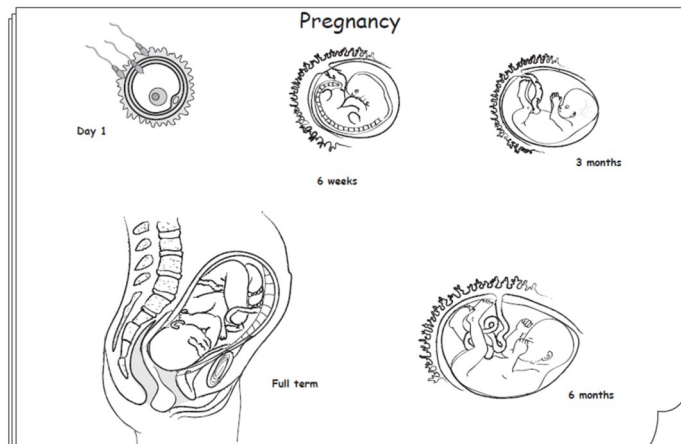 Pregnancy
Day 1
6 weeks
3 months
Full term
6 months